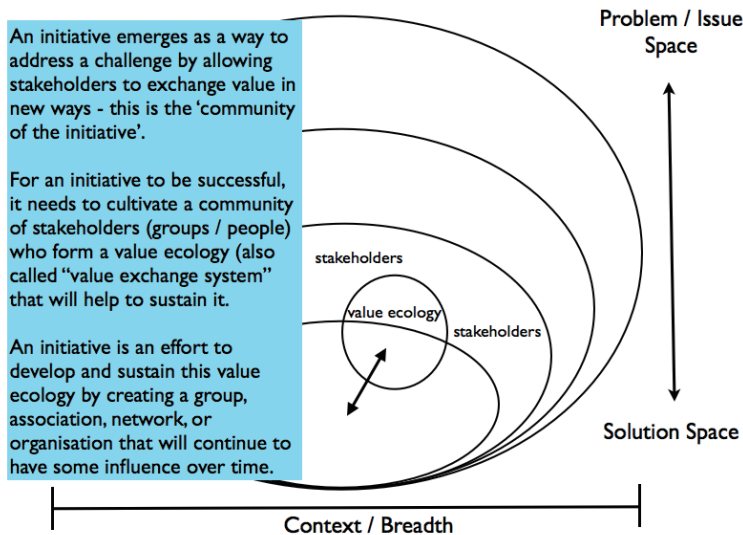 An initiative emerges as a way to
address a challenge by allowing
stakeholders to exchange value in
new ways - this is the ‘community
of the initiative’.
For an initiative to be successful,
it needs to cultivate a community
of stakeholders (groups / people)
who form a value ecology (also
called “value exchange system”
that will help to sustain it.
An initiative is an effort to
develop and sustain this value
ecology by creating a group,
association, network, or
organisation that will continue to
have some influence over time.
stakeholders
value ecology
stakeholders
Problem / Issue
Space
Solution Space
Context / Breadth